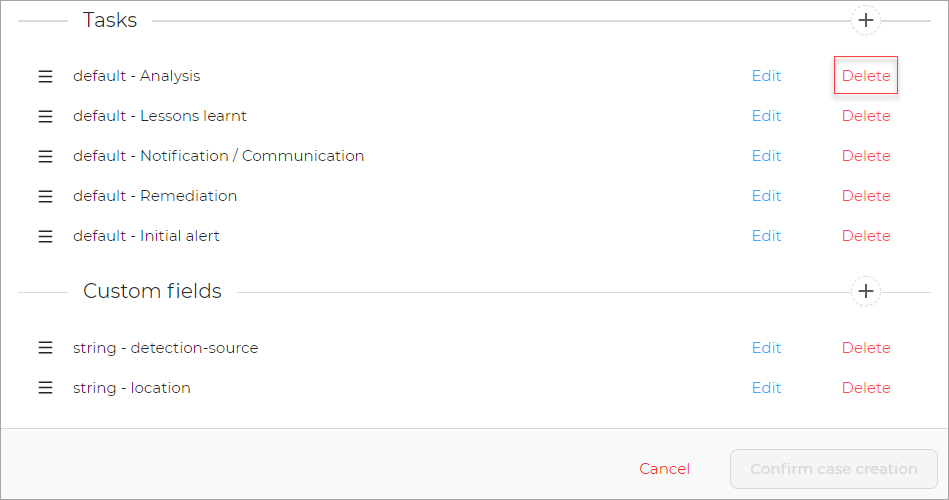 Tasks
default - Analysis Edit Delete
default - Lessons learnt Edit Delete
default - Notification / Communication Edit Delete
default - Remediation Edit Delete
default - Initial alert Edit Delete
Custom fields
string - detection-source Edit Delete
string - location Edit Delete
Cancel Confirm case creation